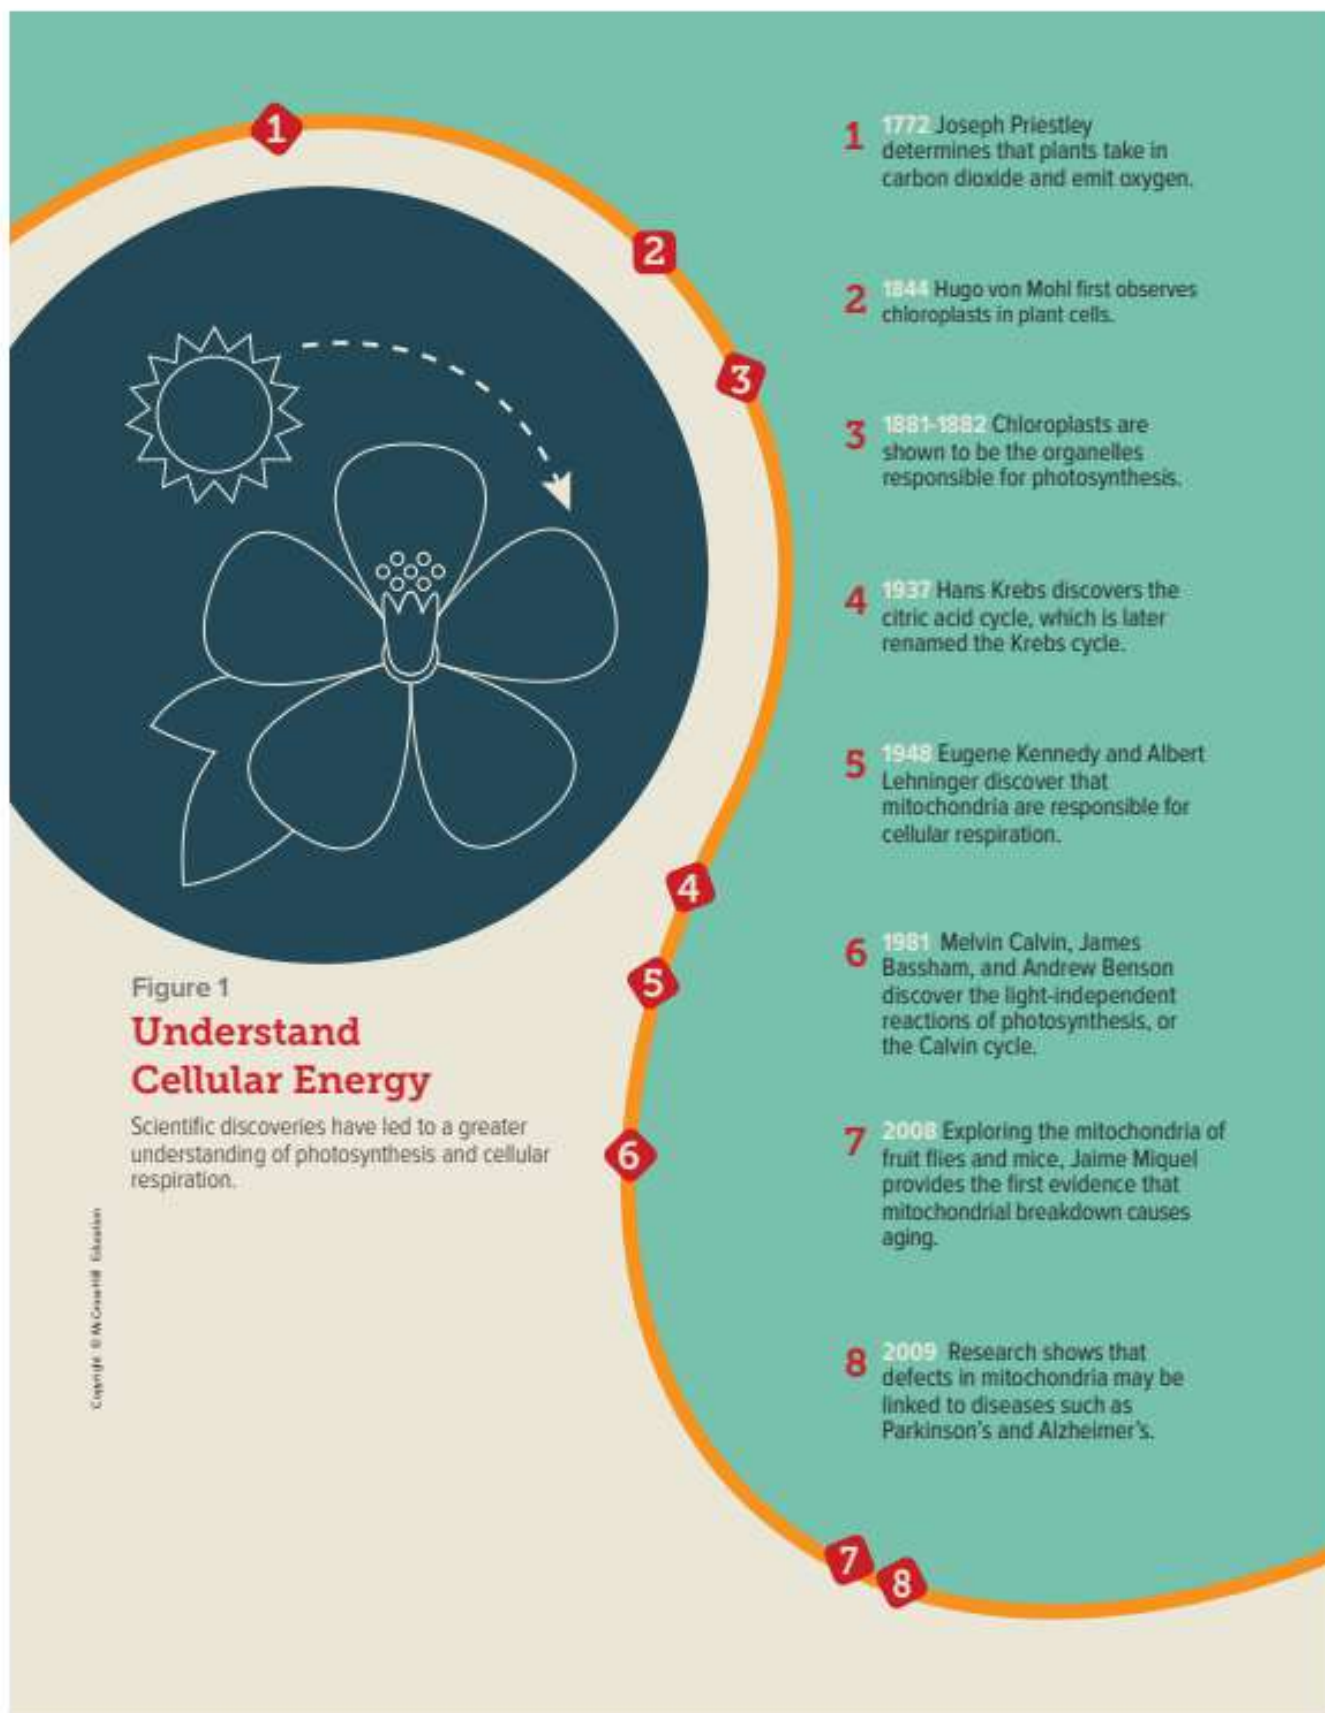 1
2
3
4
5
6
7
8
Figure 1
Understand
Cellular Energy
Scientific discoveries have led to a greater
understanding of photosynthesis and cellular
respiration.
Copyright © McGraw-Hill Education
1 1772 Joseph Priestley
determines that plants take in
carbon dioxide and emit oxygen.
2 1844 Hugo von Mohl first observes
chloroplasts in plant cells.
3 1881-1882 Chloroplasts are
shown to be the organelles
responsible for photosynthesis.
4 1937 Hans Krebs discovers the
citric acid cycle, which is later
renamed the Krebs cycle.
5 1948 Eugene Kennedy and Albert
Lehninger discover that
mitochondria are responsible for
cellular respiration.
6 1981 Melvin Calvin, James
Bassham, and Andrew Benson
discover the light-independent
reactions of photosynthesis, or
the Calvin cycle.
7 2008 Exploring the mitochondria of
fruit flies and mice, Jaime Miquel
provides the first evidence that
mitochondrial breakdown causes
aging.
8 2009 Research shows that
defects in mitochondria may be
linked to diseases such as
Parkinson's and Alzheimer's.